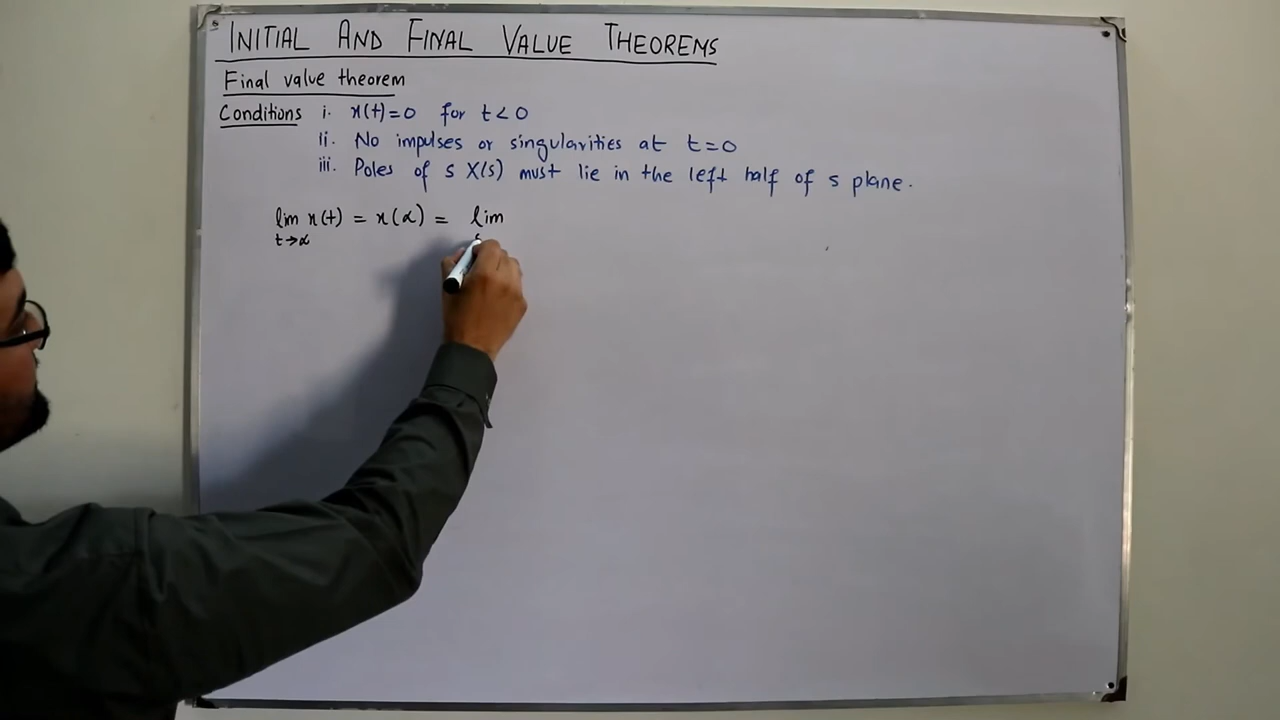 INITIAL AND FINAL VALUE THEOREMS
Final value theorem
Conditions i. x(t)=0 for t<0
ii. No impulses or singularities at t=0
iii. Poles of s X(s) must lie in the left half of s plane.
lim x(t) = x(∝) = lim
t→∝